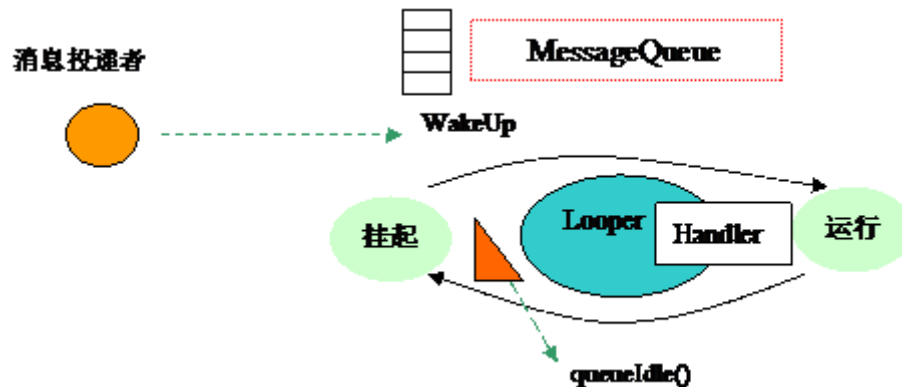 消息投递者
MessageQueue
WakeUp
挂起
Looper
Handler
运行
queueIdle()